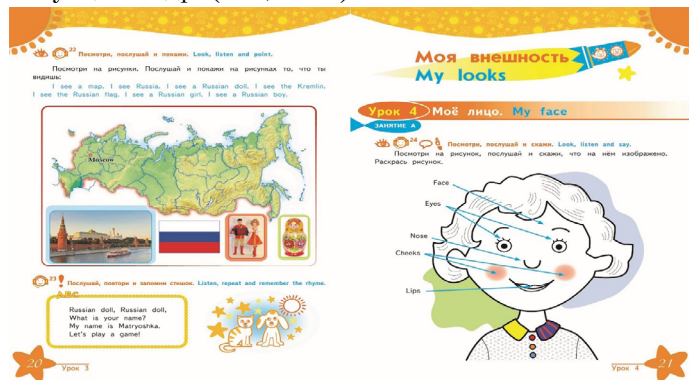 22 Посмотри, послушай и покажи. Look, listen and point.
Посмотри на рисунки. Послушай и покажи на рисунках то, что ты
видишь:
I see a map. I see Russia. I see a Russian doll. I see the Kremlin.
I see the Russian flag. I see a Russian girl. I see a Russian boy.
Moscow
23 Послушай, повтори и запомни стишок. Listen, repeat and remember the rhyme.
ABC
Russian doll, Russian doll,
What is your name?
My name is Matryoshka.
Let's play a game!
20
Урок 3
Моя внешность
My looks
Урок 4 Моё лицо. My face
ЗАНЯТИЕ А
24 Посмотри, послушай и скажи. Look, listen and say.
Посмотри на рисунок, послушай и скажи, что на нём изображено.
Раскрась рисунок.
Face
Eyes
Nose
Cheeks
Lips
Урок 4
21